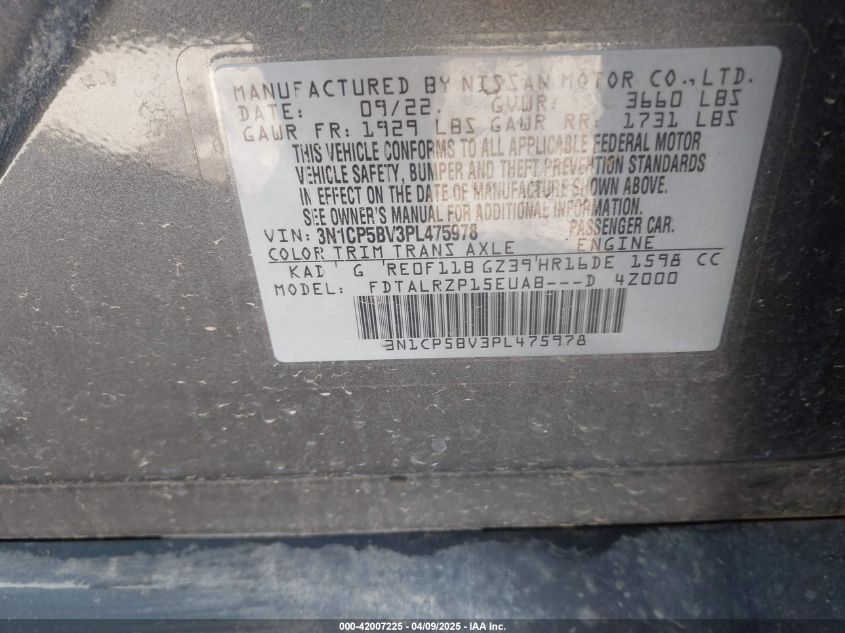 MANUFACTURED BY NISSAN MOTOR CO., LTD.
DATE: 09/22 GVWR: 3660 LBS
GAWR FR: 1929 LBS GAWR RR: 1731 LBS
THIS VEHICLE CONFORMS TO ALL APPLICABLE FEDERAL MOTOR
VEHICLE SAFETY, BUMPER AND THEFT PREVENTION STANDARDS
IN EFFECT ON THE DATE OF MANUFACTURE SHOWN ABOVE.
SEE OWNER'S MANUAL FOR ADDITIONAL INFORMATION.
VIN: 3N1CP5BV3PL475978 PASSENGER CAR.
COLOR TRIM TRANS AXLE ENGINE
KAD G RE0F11B GZ39 HR16DE 1598 CC
MODEL: FDTALRZP15EUAB---D 4Z000
3N1CP5BV3PL475978
000-42007225 | 04/09/2025 - IAA Inc.